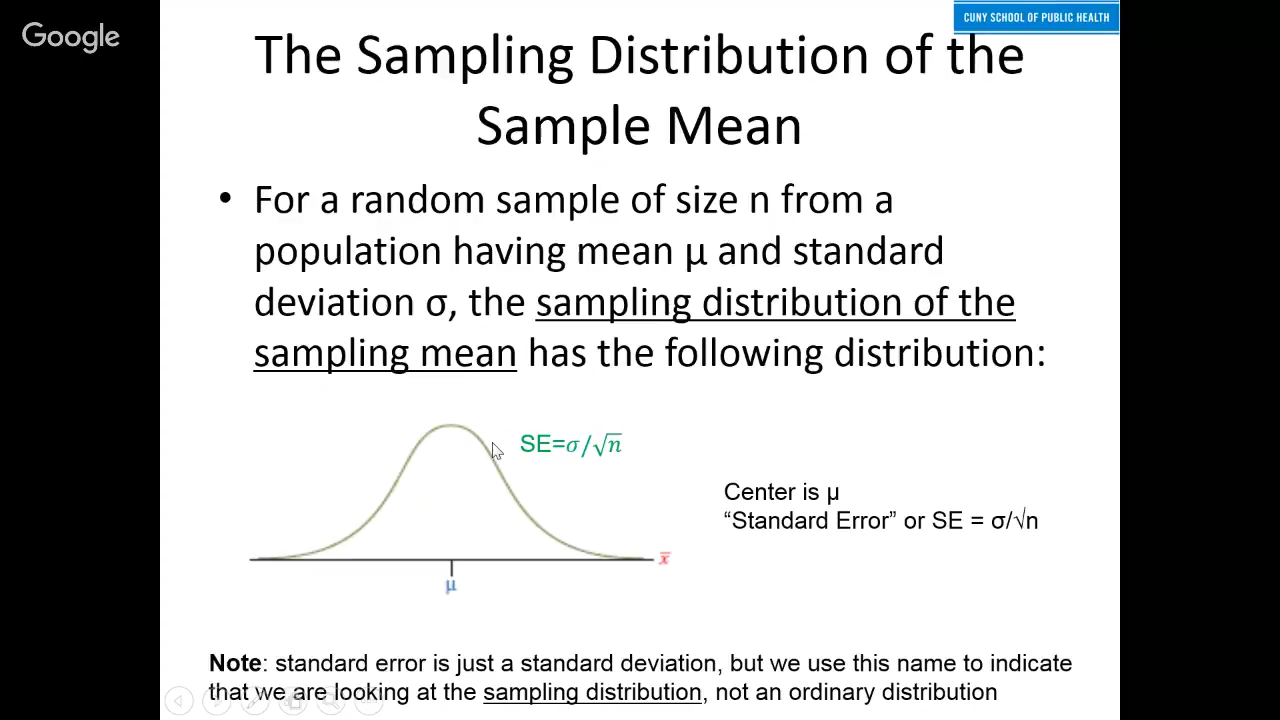 Google
CUNY SCHOOL OF PUBLIC HEALTH
The Sampling Distribution of the
Sample Mean
• For a random sample of size n from a
population having mean μ and standard
deviation σ, the sampling distribution of the
sampling mean has the following distribution:
SE=σ/√n
Center is μ
“Standard Error” or SE = σ/√n
x̅
μ
Note: standard error is just a standard deviation, but we use this name to indicate
that we are looking at the sampling distribution, not an ordinary distribution